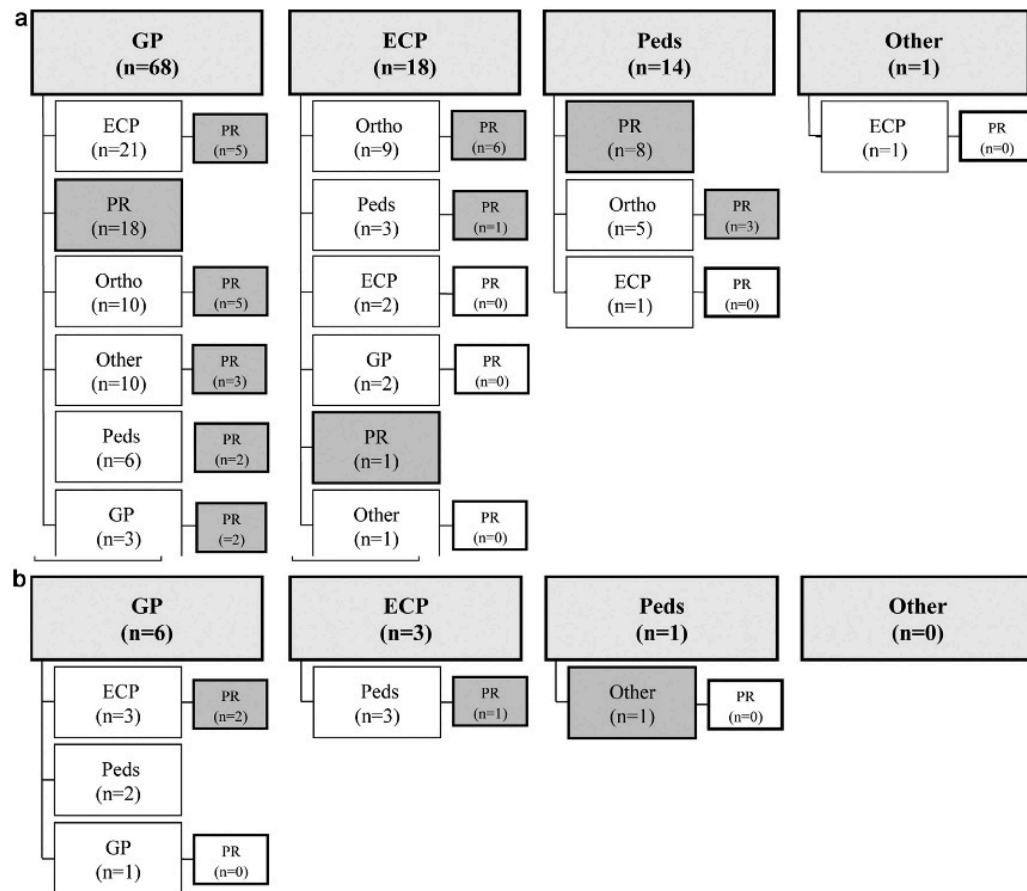 a
GP
(n=68)
ECP
(n=21)
PR
(n=5)
PR
(n=18)
Ortho
(n=10)
PR
(n=5)
Other
(n=10)
PR
(n=3)
Peds
(n=6)
PR
(n=2)
GP
(n=3)
PR
(=2)
ECP
(n=18)
Ortho
(n=9)
PR
(n=6)
Peds
(n=3)
PR
(n=1)
ECP
(n=2)
PR
(n=0)
GP
(n=2)
PR
(n=0)
PR
(n=1)
Other
(n=1)
PR
(n=0)
Peds
(n=14)
PR
(n=8)
Ortho
(n=5)
PR
(n=3)
ECP
(n=1)
PR
(n=0)
Other
(n=1)
ECP
(n=1)
PR
(n=0)
b
GP
(n=6)
ECP
(n=3)
PR
(n=2)
Peds
(n=2)
GP
(n=1)
PR
(n=0)
ECP
(n=3)
Peds
(n=3)
PR
(n=1)
Peds
(n=1)
Other
(n=1)
PR
(n=0)
Other
(n=0)